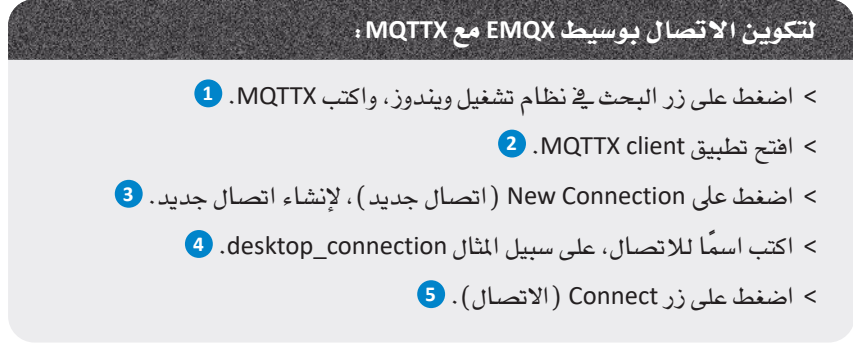 لتكوين الاتصال بوسيط EMQX مع MQTTX:
> اضغط على زر البحث في نظام تشغيل ويندوز، واكتب MQTTX. 1
> افتح تطبيق MQTTX client. 2
> اضغط على New Connection (اتصال جديد)، لإنشاء اتصال جديد. 3
> اكتب اسمًا للاتصال، على سبيل المثال desktop_connection. 4
> اضغط على زر Connect (الاتصال). 5